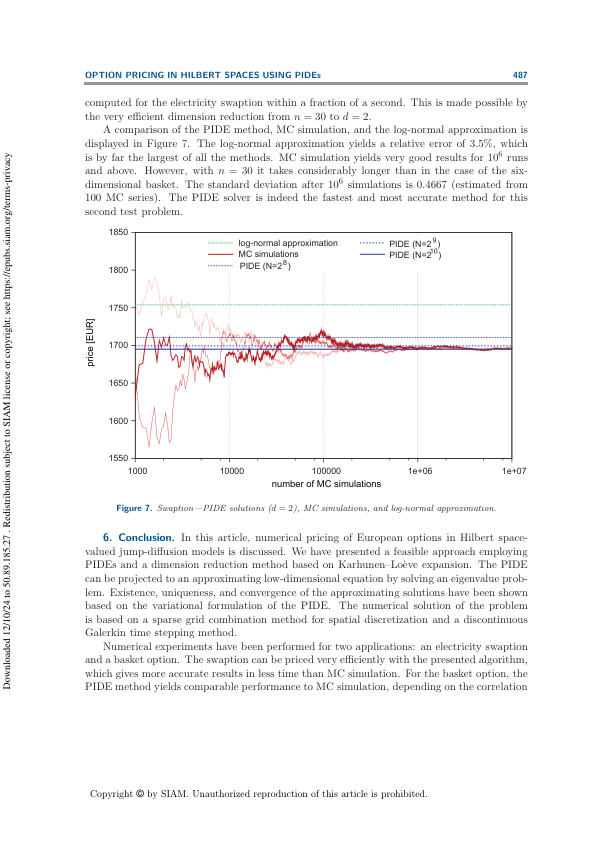 OPTION PRICING IN HILBERT SPACES USING PIDEs 487
computed for the electricity swaption within a fraction of a second. This is made possible by
the very efficient dimension reduction from n = 30 to d = 2.
A comparison of the PIDE method, MC simulation, and the log-normal approximation is
displayed in Figure 7. The log-normal approximation yields a relative error of 3.5%, which
is by far the largest of all the methods. MC simulation yields very good results for 10⁶ runs
and above. However, with n = 30 it takes considerably longer than in the case of the six-
dimensional basket. The standard deviation after 10⁶ simulations is 0.4667 (estimated from
100 MC series). The PIDE solver is indeed the fastest and most accurate method for this
second test problem.
1850
1800
1750
1700
1650
1600
1550
price [EUR]
log-normal approximation
MC simulations
PIDE (N=2⁸)
PIDE (N=2⁹)
PIDE (N=2¹⁰)
1000 10000 100000 1e+06 1e+07
number of MC simulations
Figure 7. Swaption—PIDE solutions (d = 2), MC simulations, and log-normal approximation.
6. Conclusion. In this article, numerical pricing of European options in Hilbert space-
valued jump-diffusion models is discussed. We have presented a feasible approach employing
PIDEs and a dimension reduction method based on Karhunen–Loève expansion. The PIDE
can be projected to an approximating low-dimensional equation by solving an eigenvalue prob-
lem. Existence, uniqueness, and convergence of the approximating solutions have been shown
based on the variational formulation of the PIDE. The numerical solution of the problem
is based on a sparse grid combination method for spatial discretization and a discontinuous
Galerkin time stepping method.
Numerical experiments have been performed for two applications: an electricity swaption
and a basket option. The swaption can be priced very efficiently with the presented algorithm,
which gives more accurate results in less time than MC simulation. For the basket option, the
PIDE method yields comparable performance to MC simulation, depending on the correlation
Copyright © by SIAM. Unauthorized reproduction of this article is prohibited.
Downloaded 12/10/24 to 50.89.185.27 . Redistribution subject to SIAM license or copyright; see https://epubs.siam.org/terms-privacy